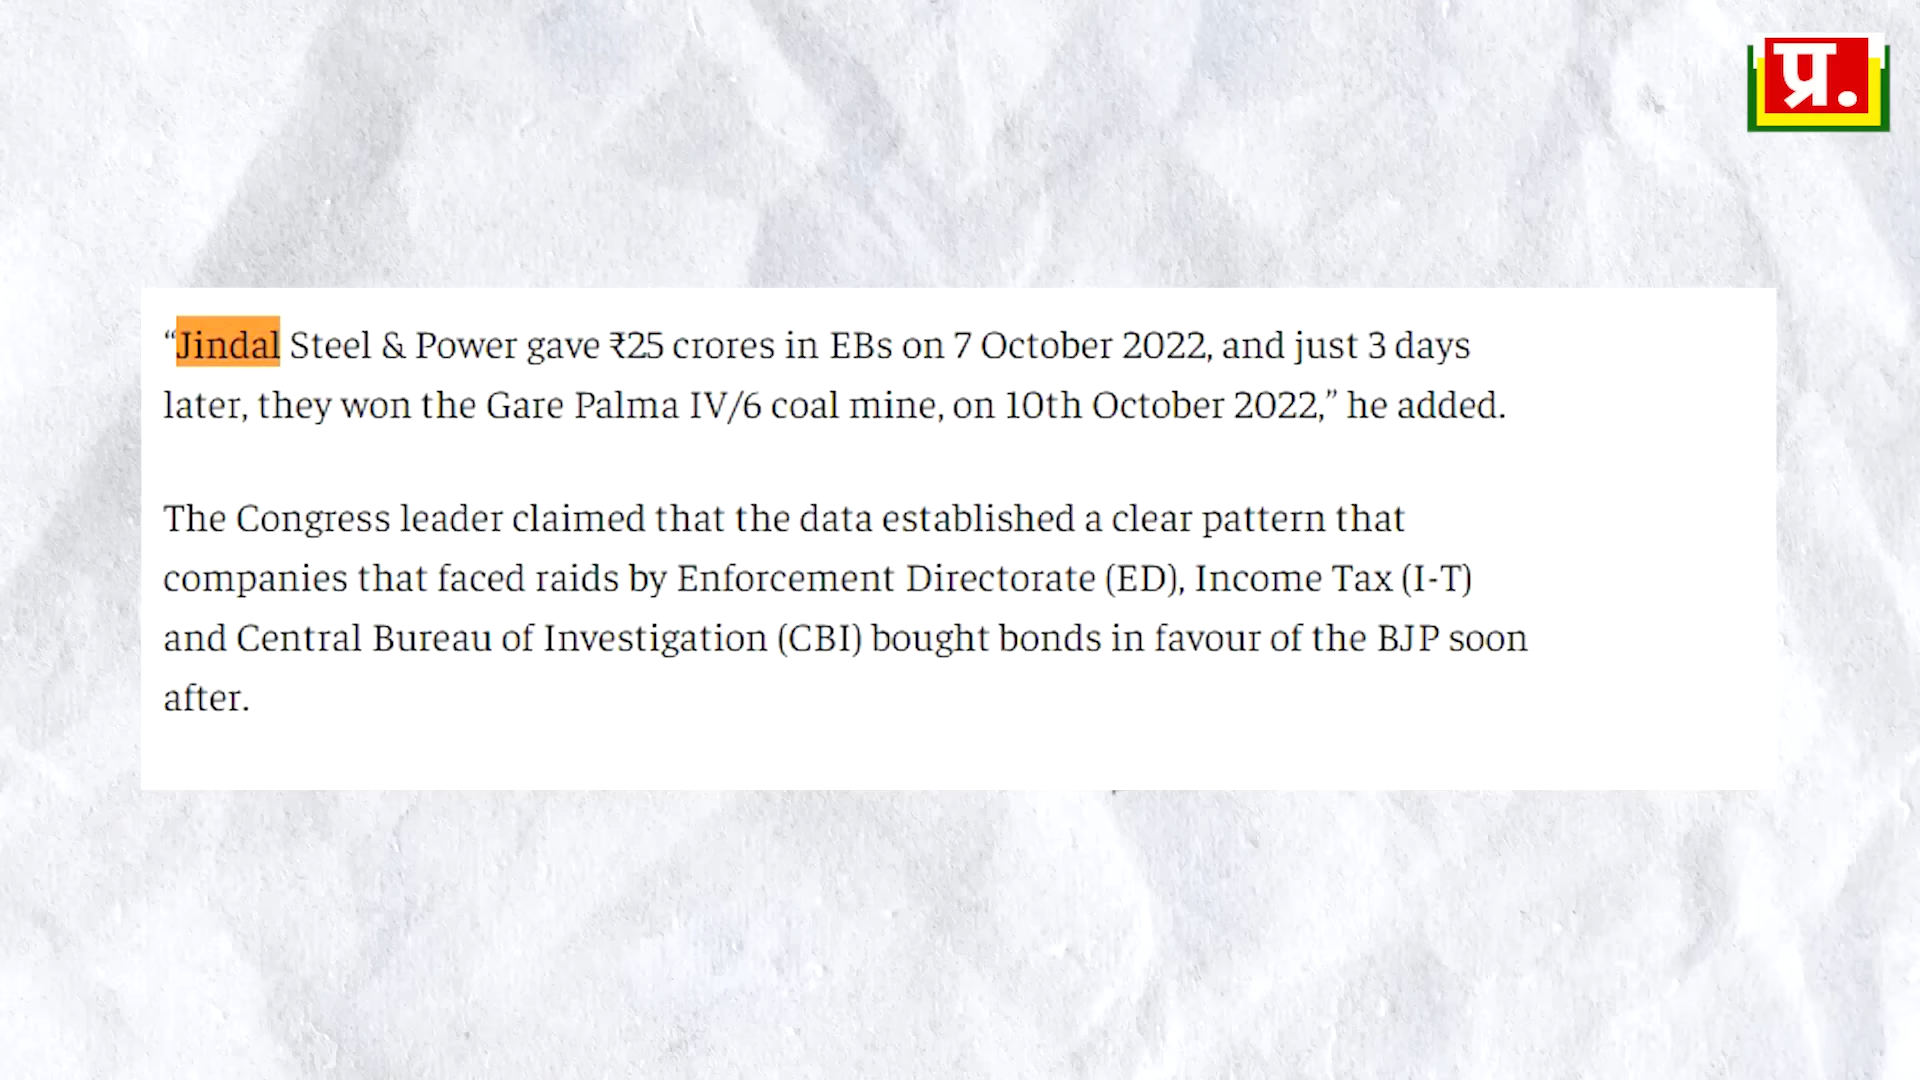 प्र.
“Jindal Steel & Power gave ₹25 crores in EBs on 7 October 2022, and just 3 days
later, they won the Gare Palma IV/6 coal mine, on 10th October 2022,” he added.
The Congress leader claimed that the data established a clear pattern that
companies that faced raids by Enforcement Directorate (ED), Income Tax (I-T)
and Central Bureau of Investigation (CBI) bought bonds in favour of the BJP soon
after.